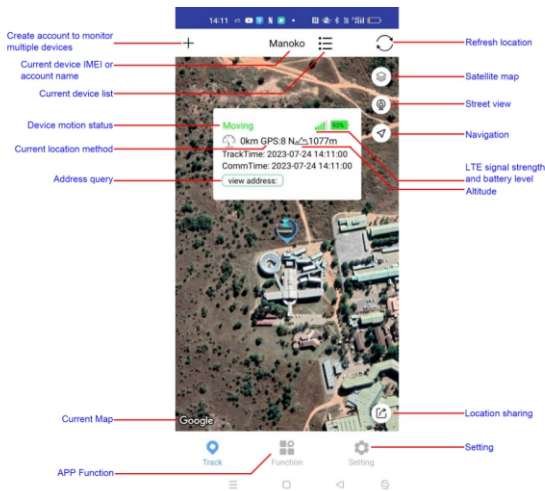 14:11
Create account to monitor
multiple devices
Manoko
Refresh location
Current device IMEI or
account name
Satellite map
Current device list
Street view
Device motion status
Moving
Navigation
Current location method
0km GPS:8 N 1077m
TrackTime: 2023-07-24 14:11:00
CommTime: 2023-07-24 14:11:00
LTE signal strength
and battery level
Address query
view address:
Altitude
Current Map
Google
Location sharing
Track
Function
Setting
Setting
APP Function